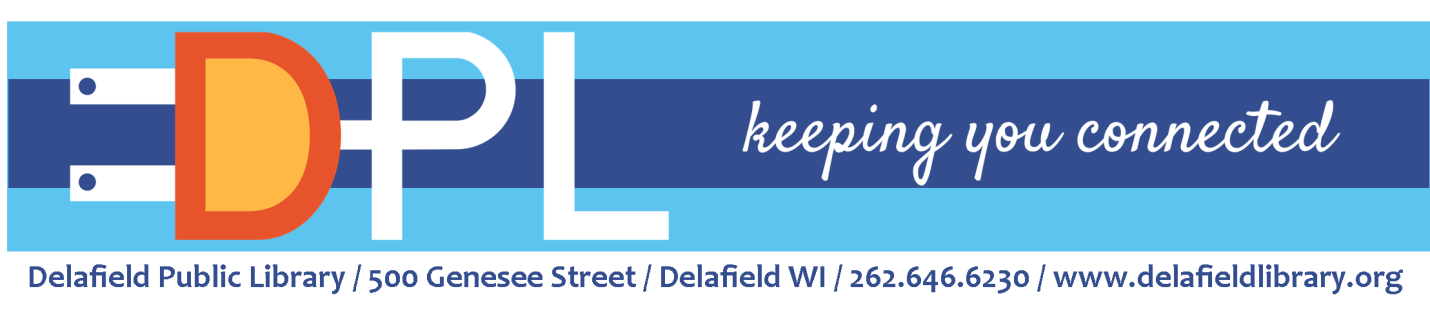 DPL
keeping you connected
Delafield Public Library / 500 Genesee Street / Delafield WI / 262.646.6230 / www.delafieldlibrary.org